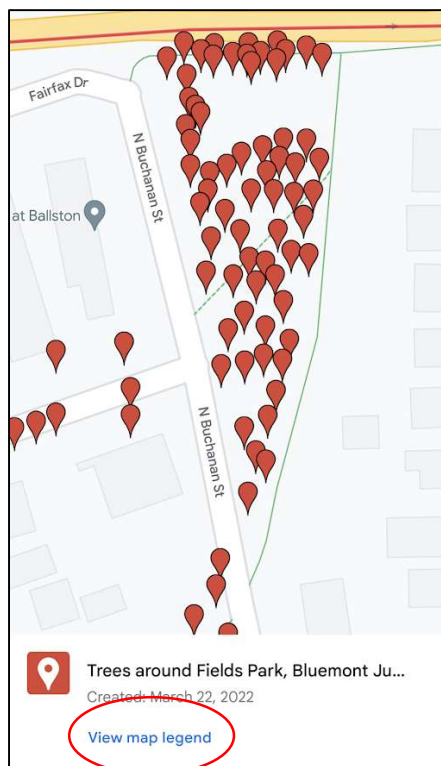 Fairfax Dr
N Buchanan St
at Ballston
N Buchanan St
Trees around Fields Park, Bluemont Ju...
Created: March 22, 2022
View map legend